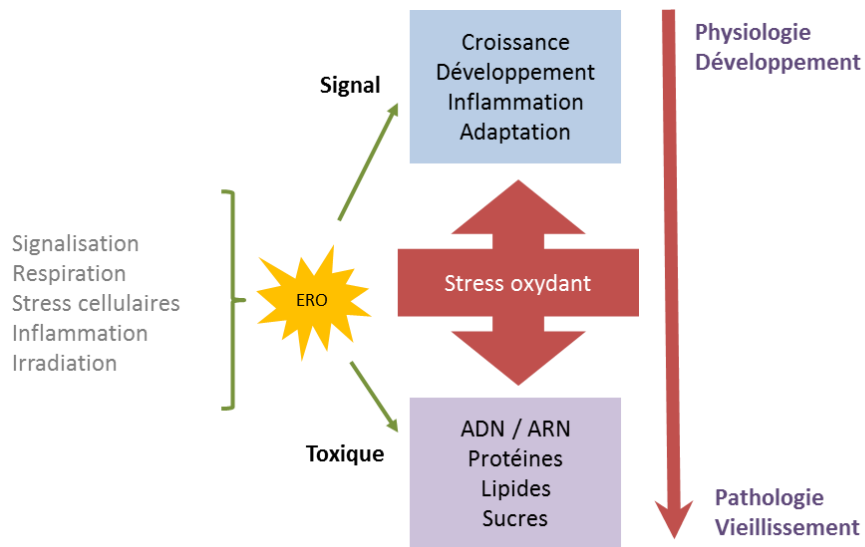 Signalisation
Respiration
Stress cellulaires
Inflammation
Irradiation
ERO
Signal
Toxique
Croissance
Développement
Inflammation
Adaptation
Stress oxydant
ADN / ARN
Protéines
Lipides
Sucres
Physiologie
Développement
Pathologie
Vieillissement